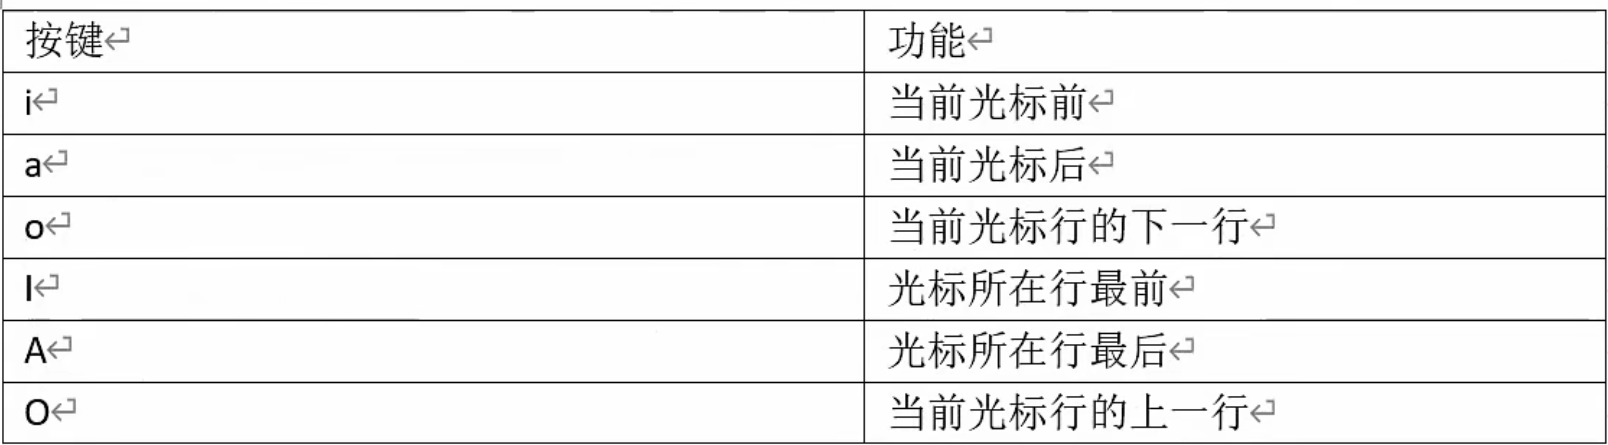 按键 功能
i 当前光标前
a 当前光标后
o 当前光标行的下一行
I 光标所在行最前
A 光标所在行最后
O 当前光标行的上一行